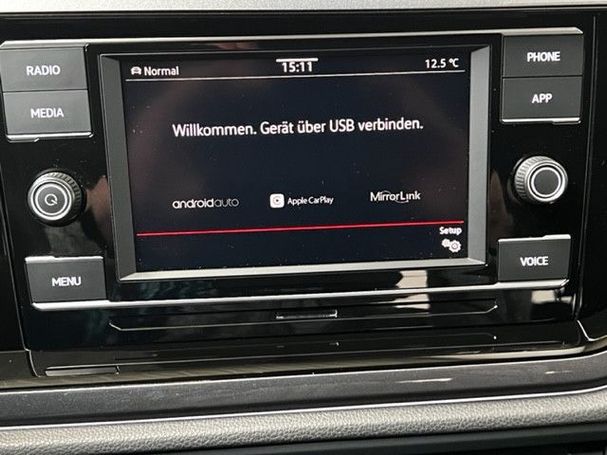 RADIO
MEDIA
MENU
Normal
15:11
12.5 °C
Willkommen. Gerät über USB verbinden.
androidauto
Apple CarPlay
MirrorLink
Setup
PHONE
APP
VOICE